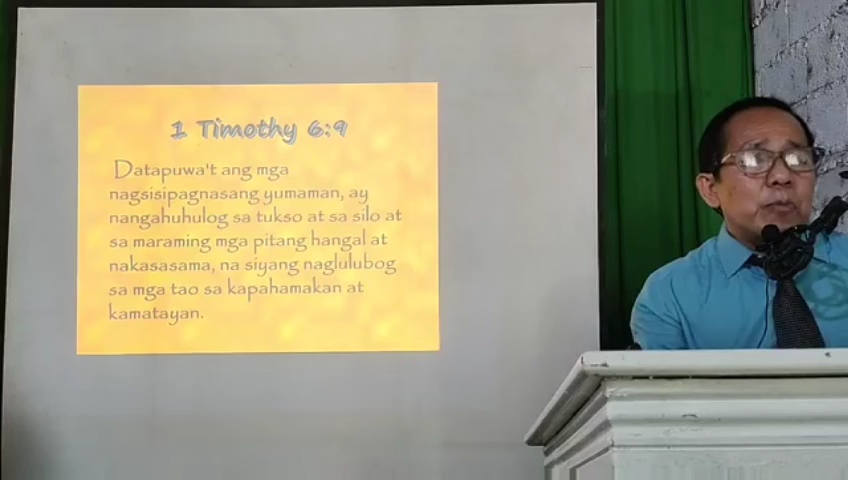 1 Timothy 6:9
Datapuwa't ang mga
nagsisipagnasang yumaman, ay
nangahuhulog sa tukso at sa silo at
sa maraming mga pitang hangal at
nakasasama, na siyang naglulubog
sa mga tao sa kapahamakan at
kamatayan.